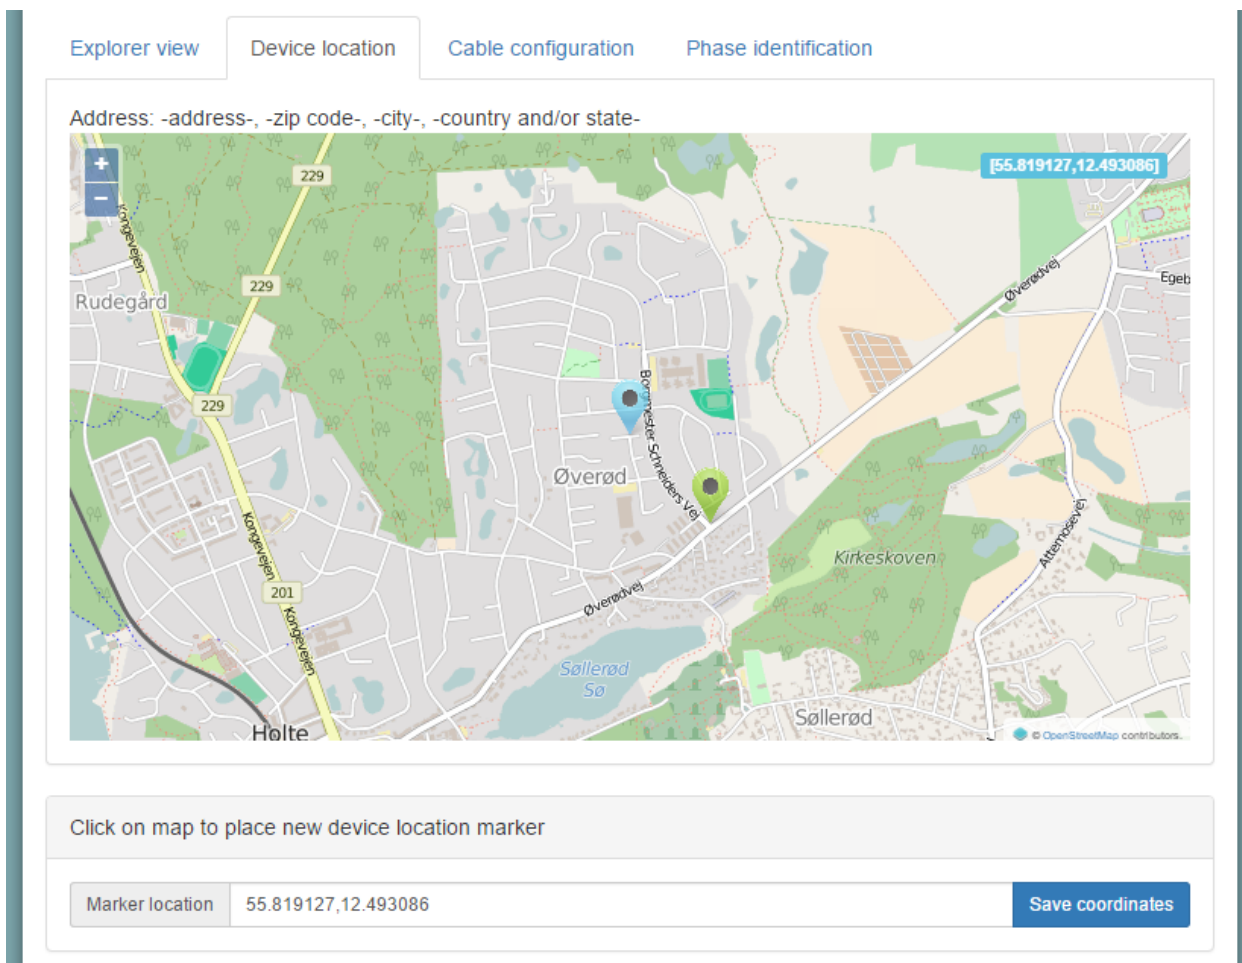 Explorer view
Device location
Cable configuration
Phase identification
Address: -address-, -zip code-, -city-, -country and/or state-
+
−
[55.819127,12.493086]
229
Kongevejen
229
Rudegård
Øverødvej
Egeb
229
Bormester Schneiders Vej
Øverød
Kongevejen
Kirkeskoven
Attemosevej
201
Kongevejen
Øverødvej
Søllerød
Sø
Søllerød
Holte
© OpenStreetMap contributors.
Click on map to place new device location marker
Marker location
55.819127,12.493086
Save coordinates